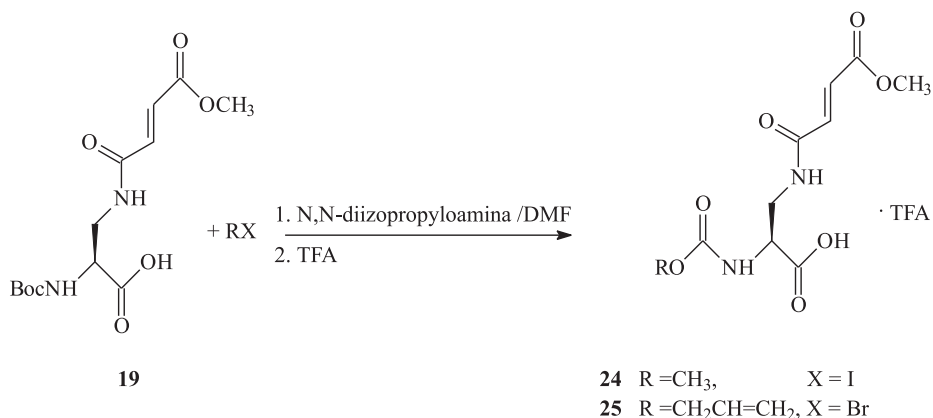 O
OCH₃
O
NH
BocNH
OH
O
+ RX
1. N,N-diizopropyloamina /DMF
2. TFA
O
OCH₃
O
NH
O
RO
N
H
OH
O
· TFA
19
24 R =CH₃, X = I
25 R =CH₂CH=CH₂, X = Br